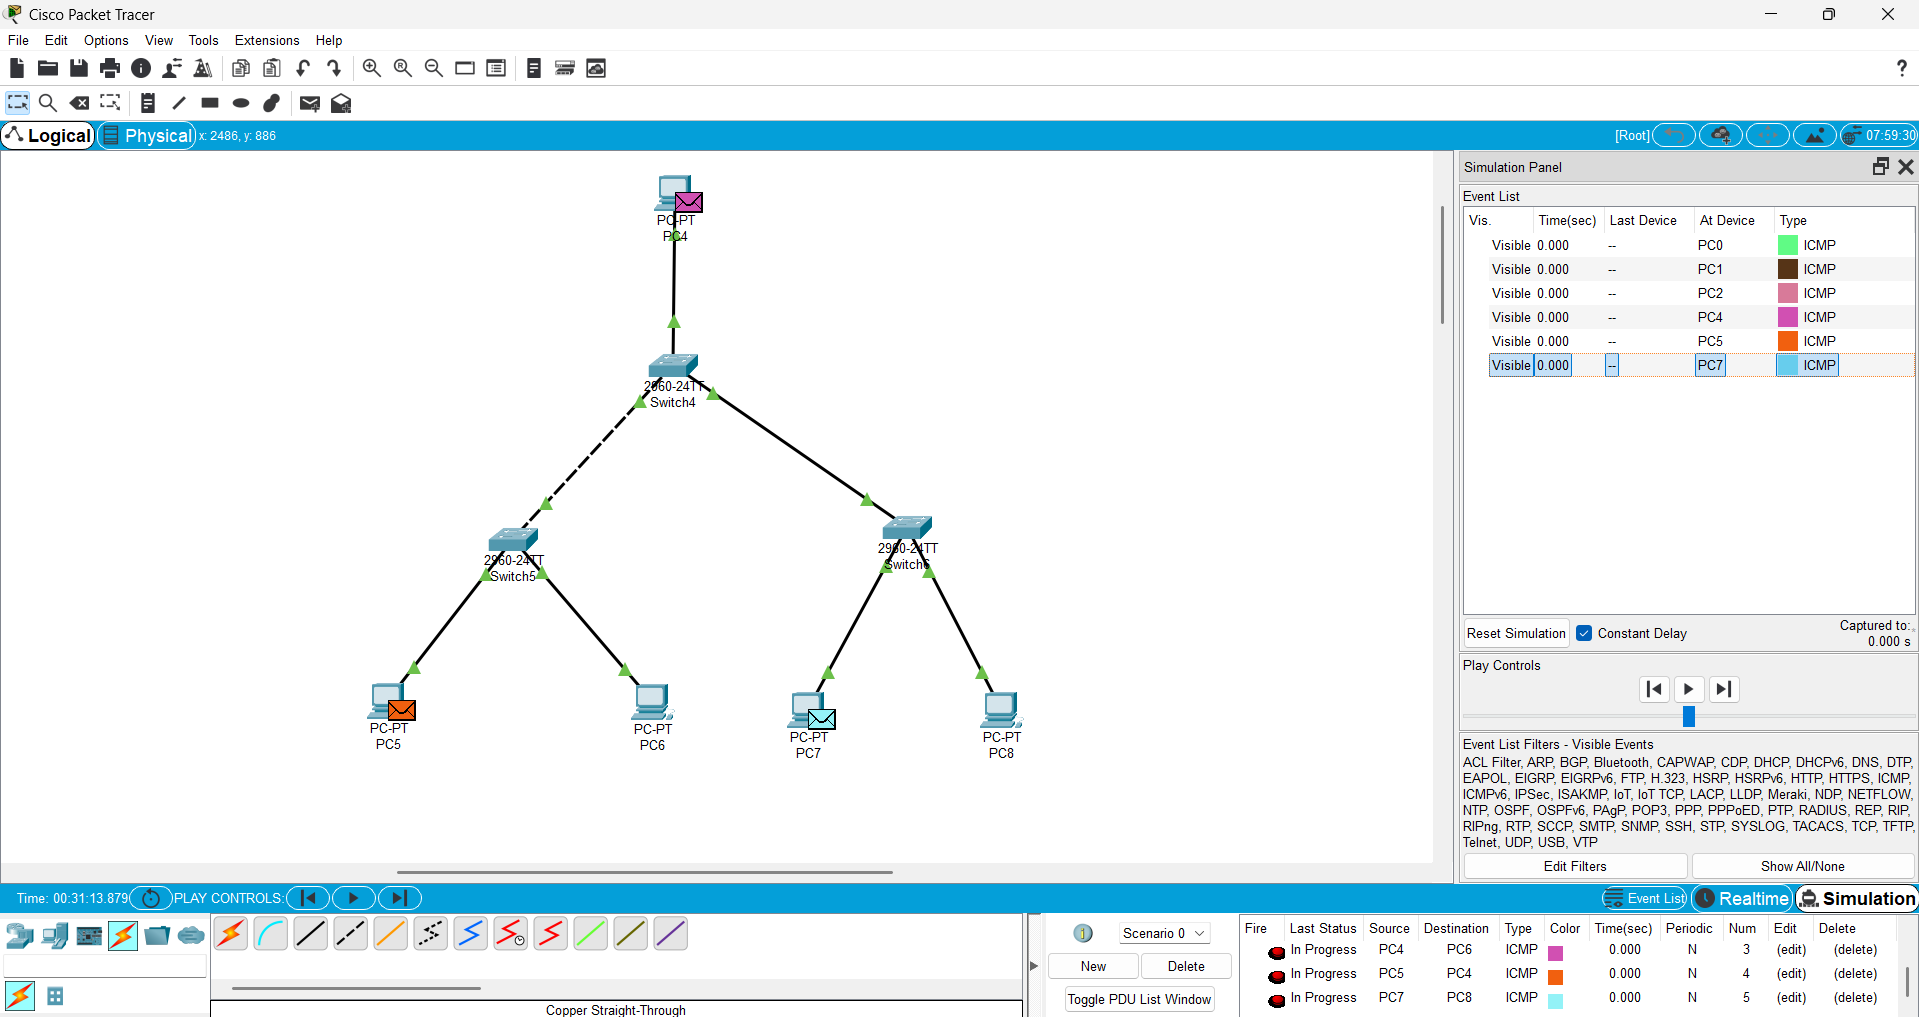 Cisco Packet Tracer
File Edit Options View Tools Extensions Help
?
Logical Physical x: 2486, y: 886 [Root] 07:59:30
Simulation Panel
Event List
Vis. Time(sec) Last Device At Device Type
Visible 0.000 -- PC0 ICMP
Visible 0.000 -- PC1 ICMP
Visible 0.000 -- PC2 ICMP
Visible 0.000 -- PC4 ICMP
Visible 0.000 -- PC5 ICMP
Visible 0.000 -- PC7 ICMP
PC-PT
PC4
2960-24TT
Switch4
2960-24TT
Switch5
2960-24TT
Switch6
PC-PT
PC5
PC-PT
PC6
PC-PT
PC7
PC-PT
PC8
Reset Simulation Constant Delay Captured to:*
0.000 s
Play Controls
Event List Filters - Visible Events
ACL Filter, ARP, BGP, Bluetooth, CAPWAP, CDP, DHCP, DHCPv6, DNS, DTP,
EAPOL, EIGRP, EIGRPv6, FTP, H.323, HSRP, HSRPv6, HTTP, HTTPS, ICMP,
ICMPv6, IPSec, ISAKMP, IoT, IoT TCP, LACP, LLDP, Meraki, NDP, NETFLOW,
NTP, OSPF, OSPFv6, PAgP, POP3, PPP, PPPoED, PTP, RADIUS, REP, RIP,
RIPng, RTP, SCCP, SMTP, SNMP, SSH, STP, SYSLOG, TACACS, TCP, TFTP,
Telnet, UDP, USB, VTP
Edit Filters Show All/None
Time: 00:31:13.879 PLAY CONTROLS: Event List Realtime Simulation
Copper Straight-Through
1 Scenario 0
New Delete
Toggle PDU List Window
Fire Last Status Source Destination Type Color Time(sec) Periodic Num Edit Delete
In Progress PC4 PC6 ICMP 0.000 N 3 (edit) (delete)
In Progress PC5 PC4 ICMP 0.000 N 4 (edit) (delete)
In Progress PC7 PC8 ICMP 0.000 N 5 (edit) (delete)